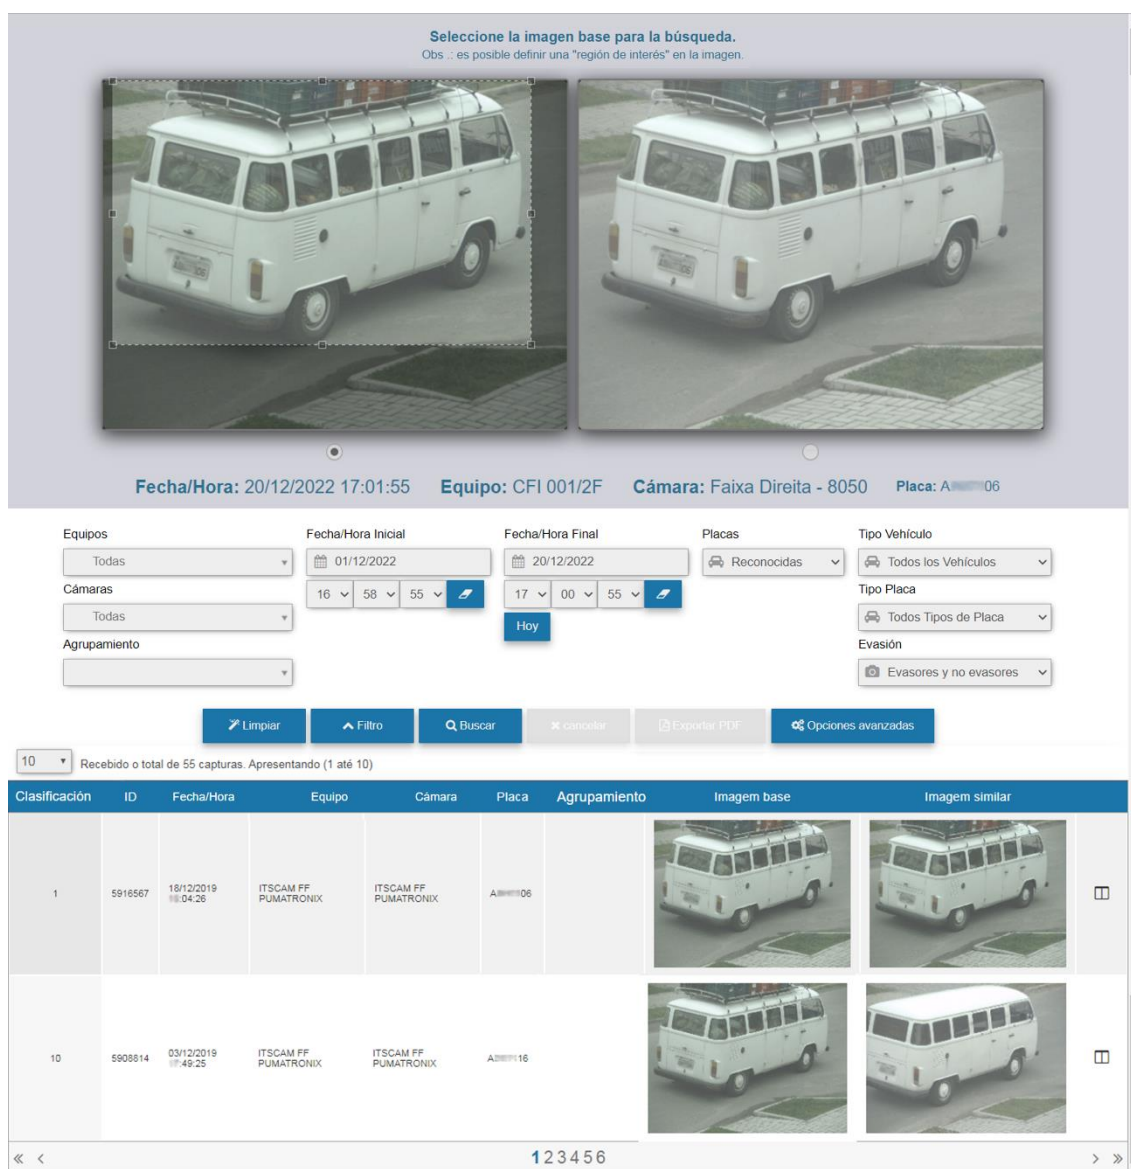 Seleccione la imagen base para la búsqueda.
Obs .: es posible definir una "región de interés" en la imagen.
Fecha/Hora: 20/12/2022 17:01:55 Equipo: CFI 001/2F Cámara: Faixa Direita - 8050 Placa: A 06
Equipos Fecha/Hora Inicial Fecha/Hora Final Placas Tipo Vehículo
Todas 01/12/2022 20/12/2022 Reconocidas Todos los Vehículos
Cámaras 16 58 55 17 00 55 Tipo Placa
Todas Hoy Todos Tipos de Placa
Agrupamiento Evasión
Evasores y no evasores
Limpiar Filtro Buscar cancelar Exportar PDF Opciones avanzadas
10 Recebido o total de 55 capturas. Apresentando (1 até 10)
Clasificación ID Fecha/Hora Equipo Cámara Placa Agrupamiento Imagem base Imagem similar
1 5916567 18/12/2019 :04:26 ITSCAM FF PUMATRONIX ITSCAM FF PUMATRONIX A 06
10 5908814 03/12/2019 :49:25 ITSCAM FF PUMATRONIX ITSCAM FF PUMATRONIX A 16
« < 1 2 3 4 5 6 > »